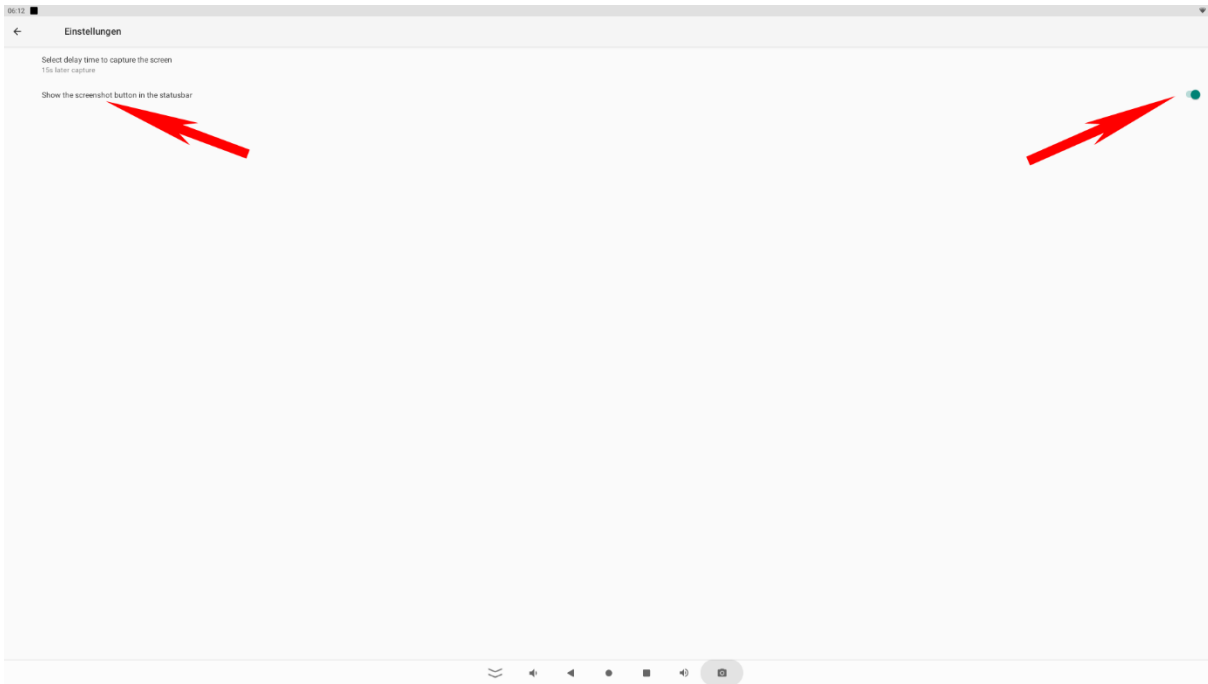 06:12
Einstellungen
Select delay time to capture the screen
15s later capture
Show the screenshot button in the statusbar